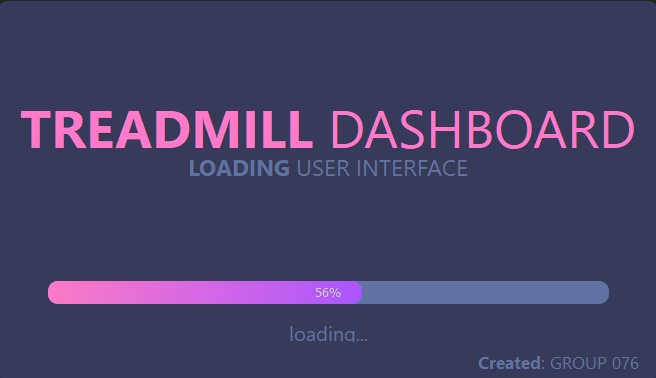 TREADMILL DASHBOARD
LOADING USER INTERFACE
56%
loading...
Created: GROUP 076